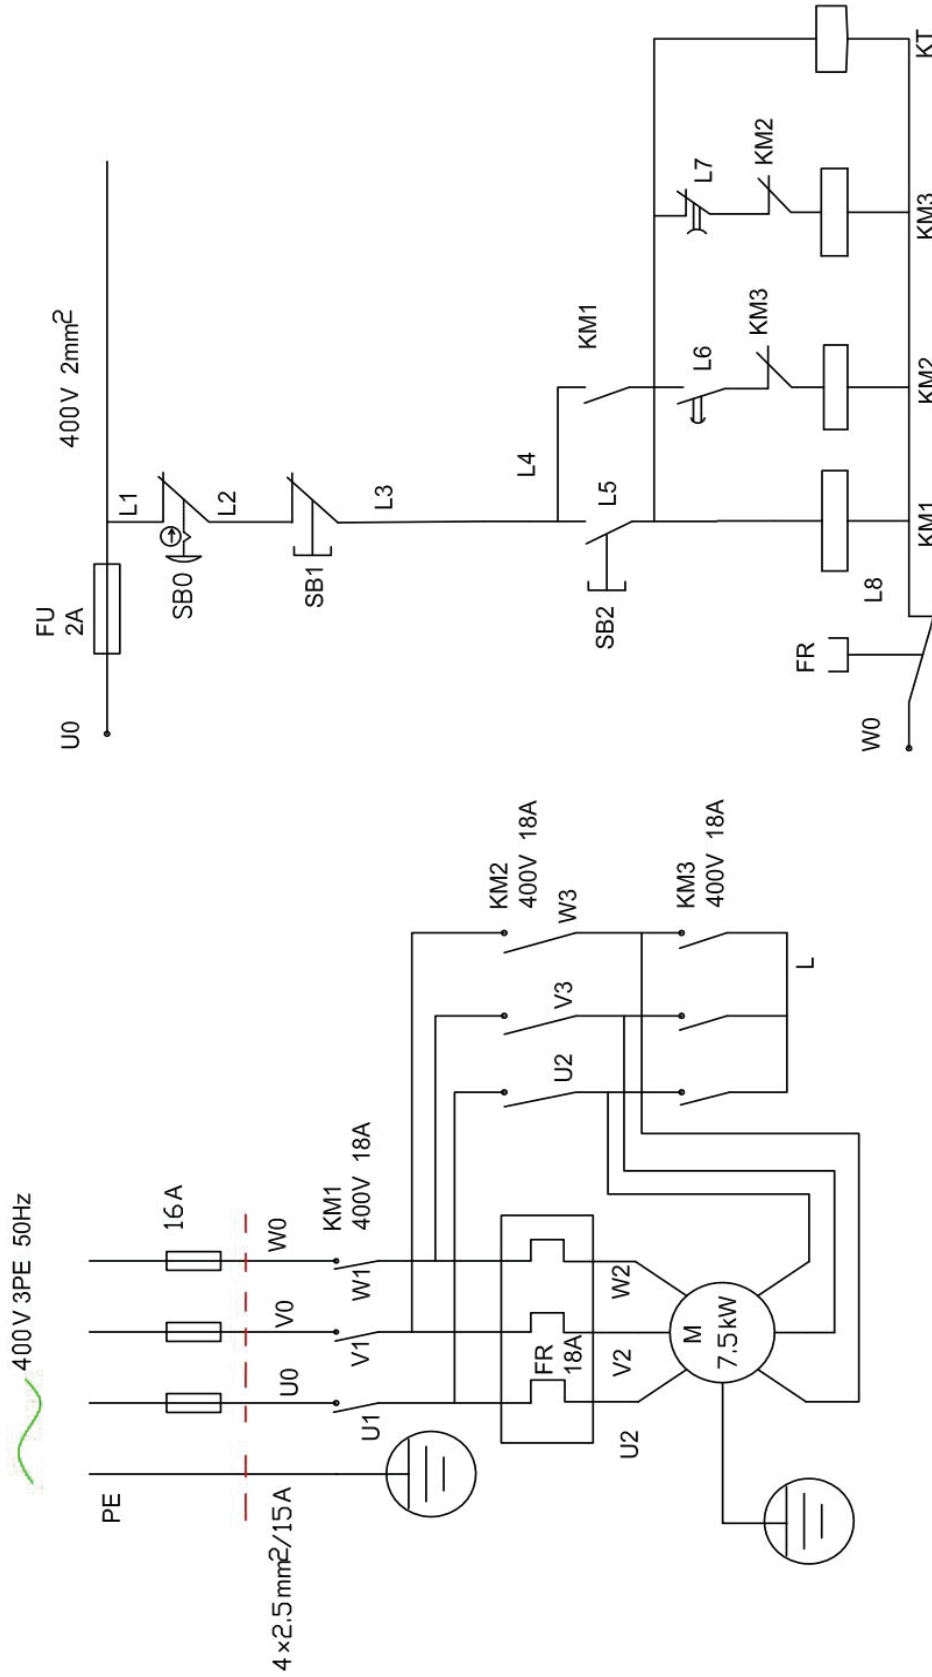 400V 3PE 50Hz
PE
16A
4×2.5mm2/15A
U0
V0
W0
KM1
400V 18A
U1
V1
W1
FR
18A
U2
V2
W2
M
7.5kW
KM2
400V 18A
U2
V3
W3
KM3
400V 18A
L
U0
FU
2A
400V 2mm2
L1
SB0
L2
SB1
L3
L4
KM1
SB2
L5
L6
KM3
L7
KM2
FR
W0
L8
KM1
KM2
KM3
KT